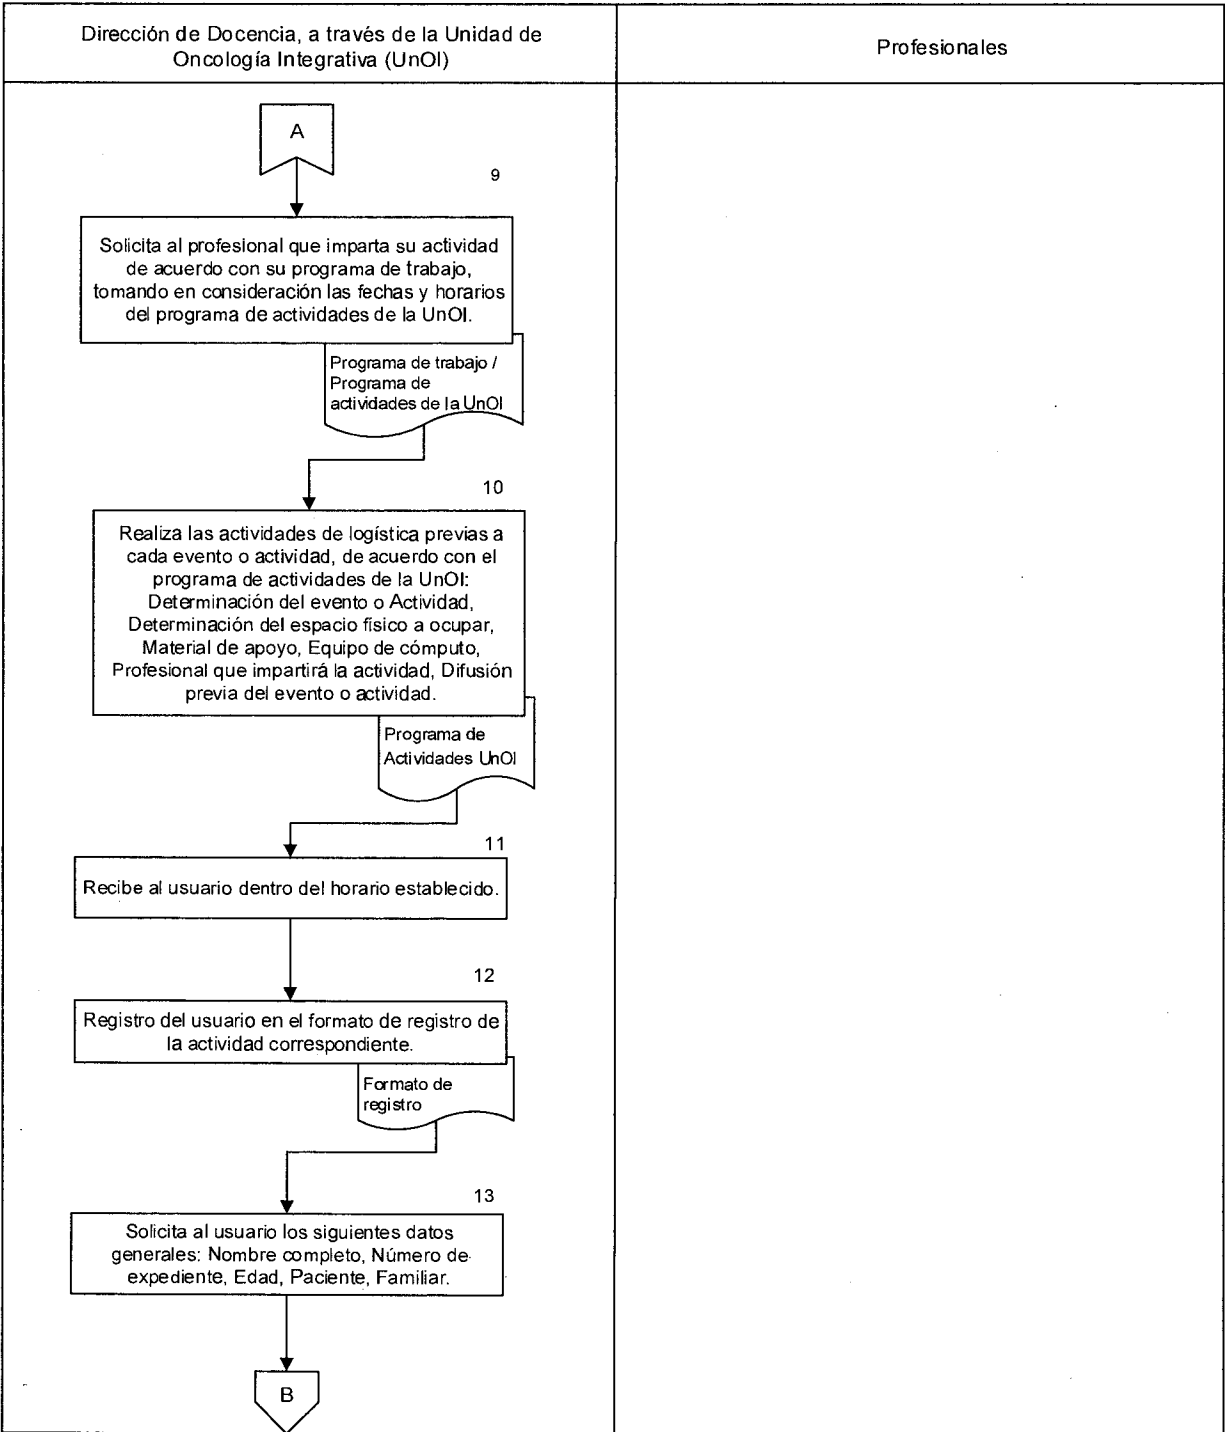 Dirección de Docencia, a través de la Unidad de
Oncología Integrativa (UnOI)
Profesionales
A
9
Solicita al profesional que imparta su actividad
de acuerdo con su programa de trabajo,
tomando en consideración las fechas y horarios
del programa de actividades de la UnOI.
Programa de trabajo /
Programa de
actividades de la UnOI
10
Realiza las actividades de logística previas a
cada evento o actividad, de acuerdo con el
programa de actividades de la UnOI:
Determinación del evento o Actividad,
Determinación del espacio físico a ocupar,
Material de apoyo, Equipo de cómputo,
Profesional que impartirá la actividad, Difusión
previa del evento o actividad.
Programa de
Actividades UnOI
11
Recibe al usuario dentro del horario establecido.
12
Registro del usuario en el formato de registro de
la actividad correspondiente.
Formato de
registro
13
Solicita al usuario los siguientes datos
generales: Nombre completo, Número de
expediente, Edad, Paciente, Familiar.
B